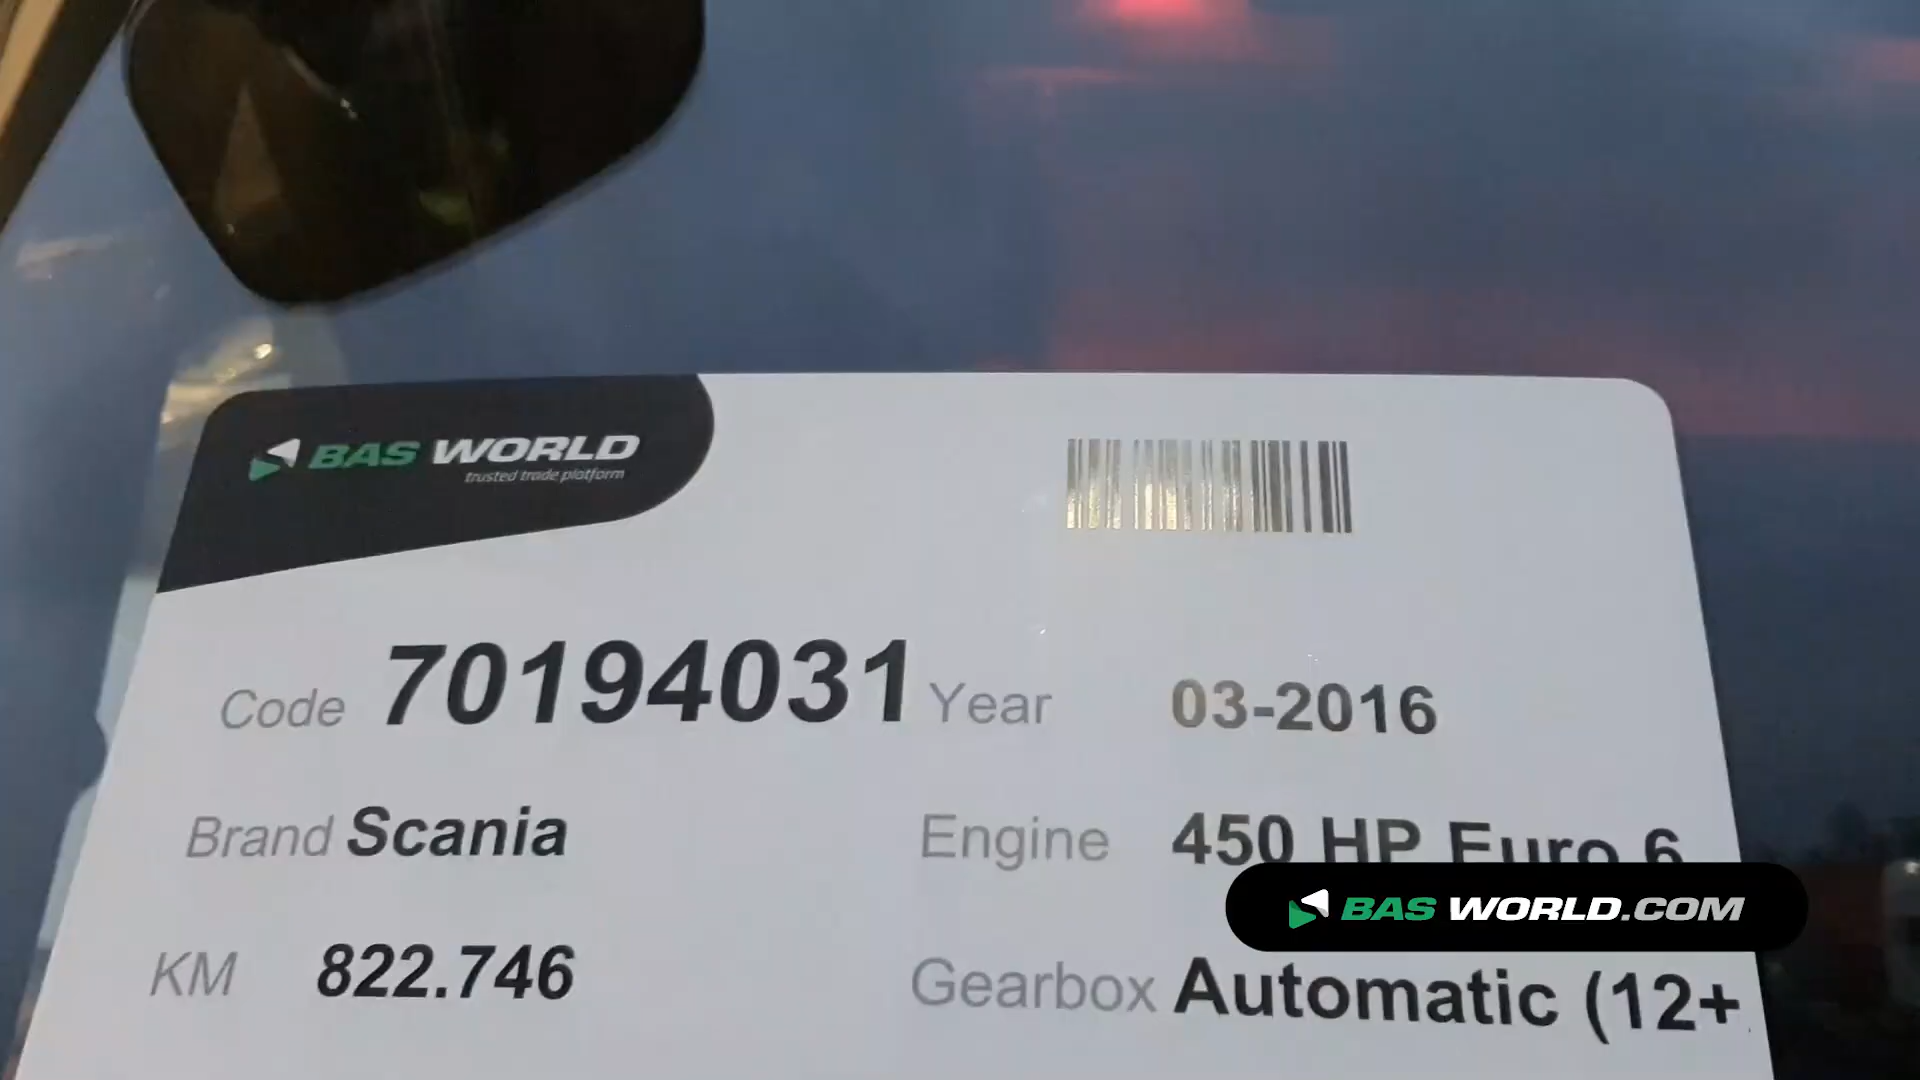 BAS WORLD
trusted trade platform
Code 70194031 Year 03-2016
Brand Scania Engine 450 HP Euro 6
BAS WORLD.COM
KM 822.746 Gearbox Automatic (12+